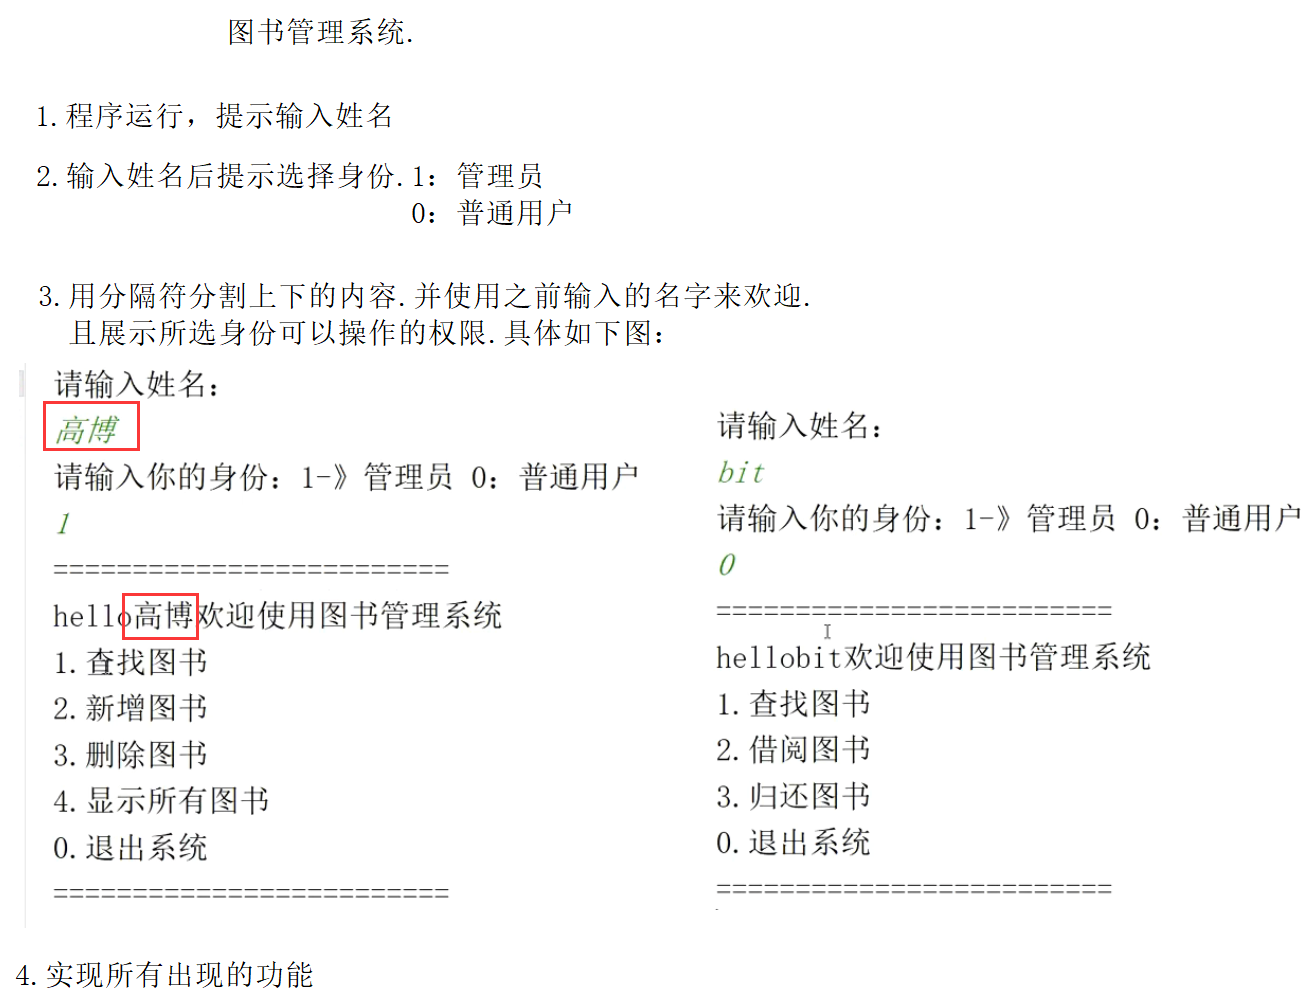 图书管理系统.
1.程序运行，提示输入姓名
2.输入姓名后提示选择身份.1：管理员
0：普通用户
3.用分隔符分割上下的内容.并使用之前输入的名字来欢迎.
且展示所选身份可以操作的权限.具体如下图：
请输入姓名：
高博
请输入你的身份：1-》管理员 0：普通用户
1
=========================
hello高博欢迎使用图书管理系统
1.查找图书
2.新增图书
3.删除图书
4.显示所有图书
0.退出系统
=========================
请输入姓名：
bit
请输入你的身份：1-》管理员 0：普通用户
0
=========================
hellobit欢迎使用图书管理系统
1.查找图书
2.借阅图书
3.归还图书
0.退出系统
=========================
4.实现所有出现的功能